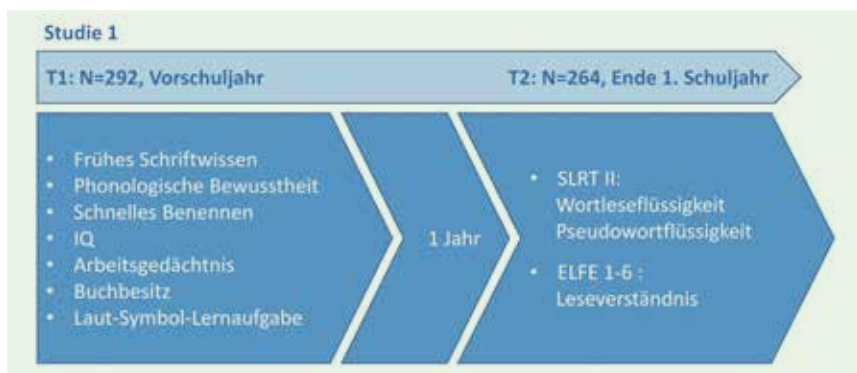 Studie 1
T1: N=292, Vorschuljahr
T2: N=264, Ende 1. Schuljahr
• Frühes Schriftwissen
• Phonologische Bewusstheit
• Schnelles Benennen
• IQ
• Arbeitsgedächtnis
• Buchbesitz
• Laut-Symbol-Lernaufgabe
1 Jahr
• SLRT II:
Wortleseflüssigkeit
Pseudowortflüssigkeit
• ELFE 1-6 :
Leseverständnis